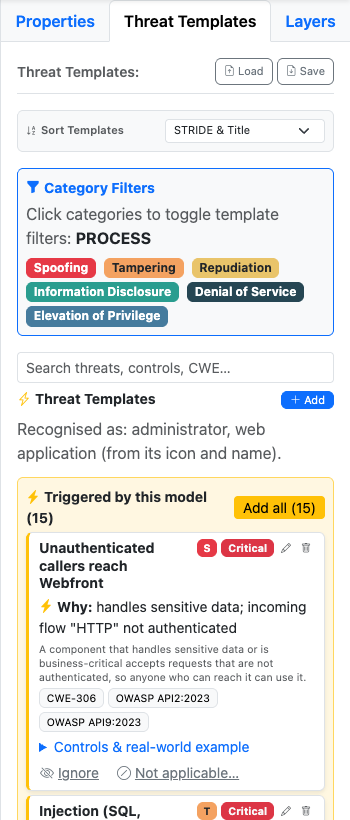 Properties
Threat Templates
Layers
Threat Templates:
Load
Save
Sort Templates
STRIDE & Title
Category Filters
Click categories to toggle template
filters: PROCESS
Spoofing
Tampering
Repudiation
Information Disclosure
Denial of Service
Elevation of Privilege
Search threats, controls, CWE...
Threat Templates
+ Add
Recognised as: administrator, web
application (from its icon and name).
Triggered by this model
(15)
Add all (15)
Unauthenticated
callers reach
Webfront
S
Critical
Why: handles sensitive data; incoming
flow "HTTP" not authenticated
A component that handles sensitive data or is
business-critical accepts requests that are not
authenticated, so anyone who can reach it can use it.
CWE-306
OWASP API2:2023
OWASP API9:2023
Controls & real-world example
Ignore
Not applicable...
Injection (SQL,
T
Critical